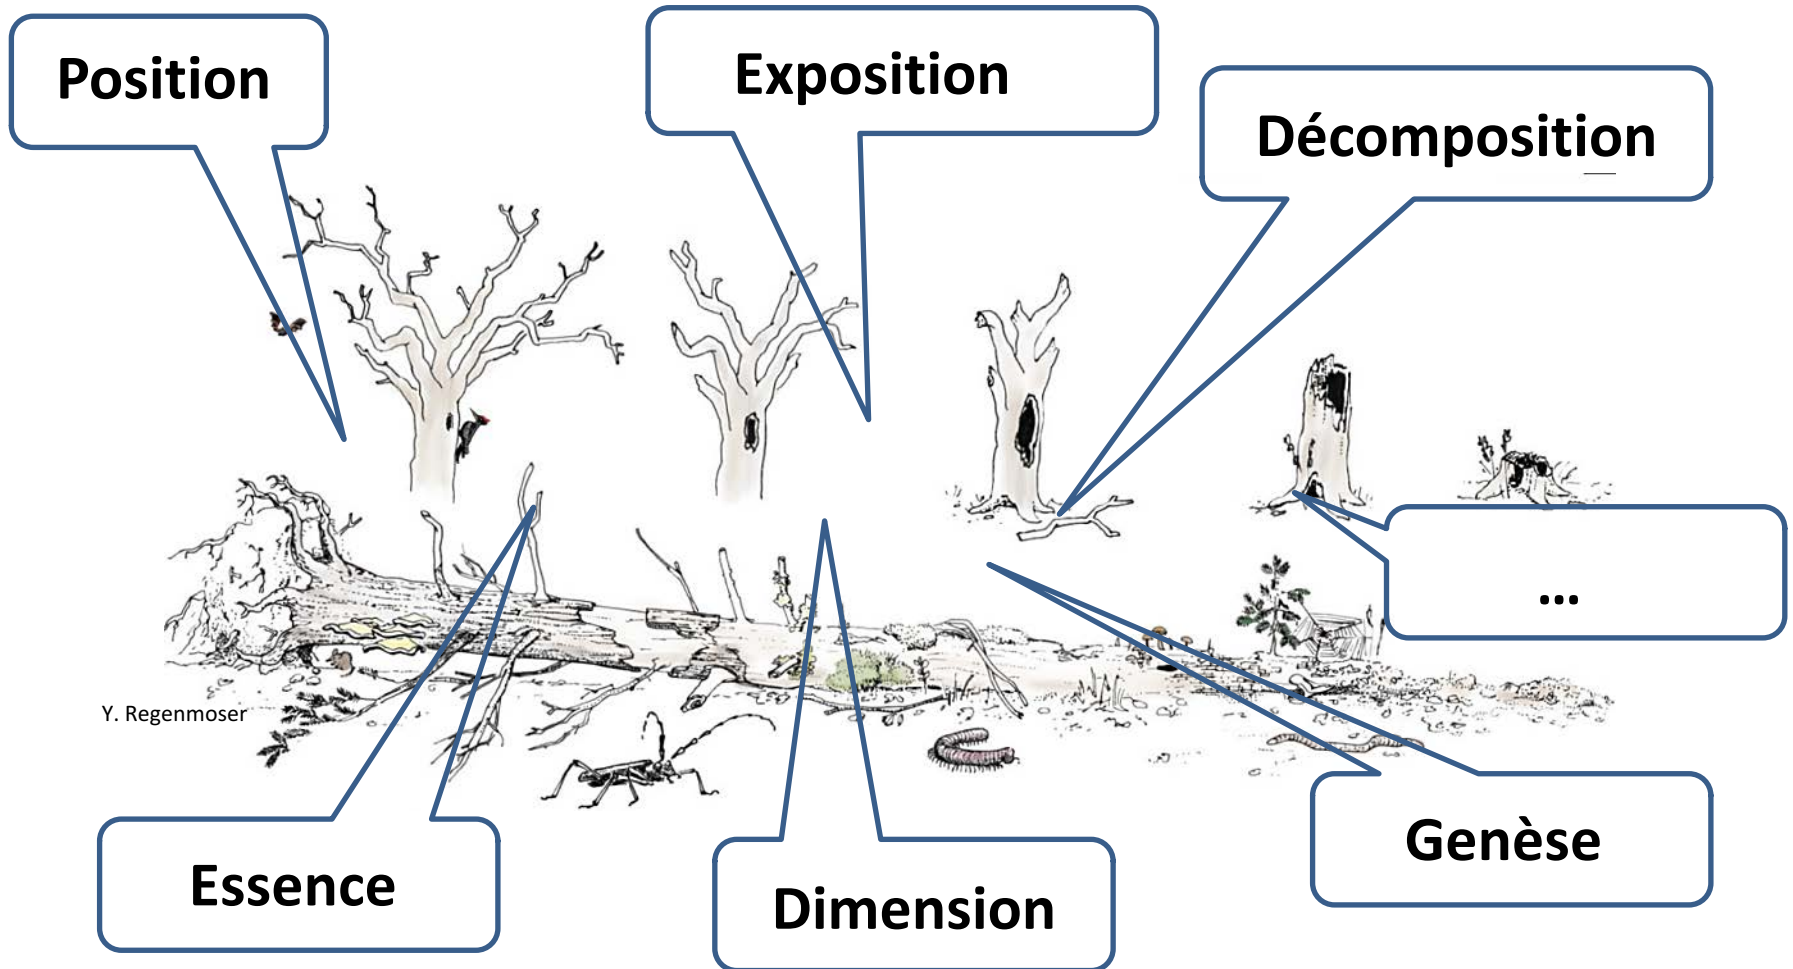 Position
Exposition
Décomposition
...
Y. Regenmoser
Essence
Dimension
Genèse